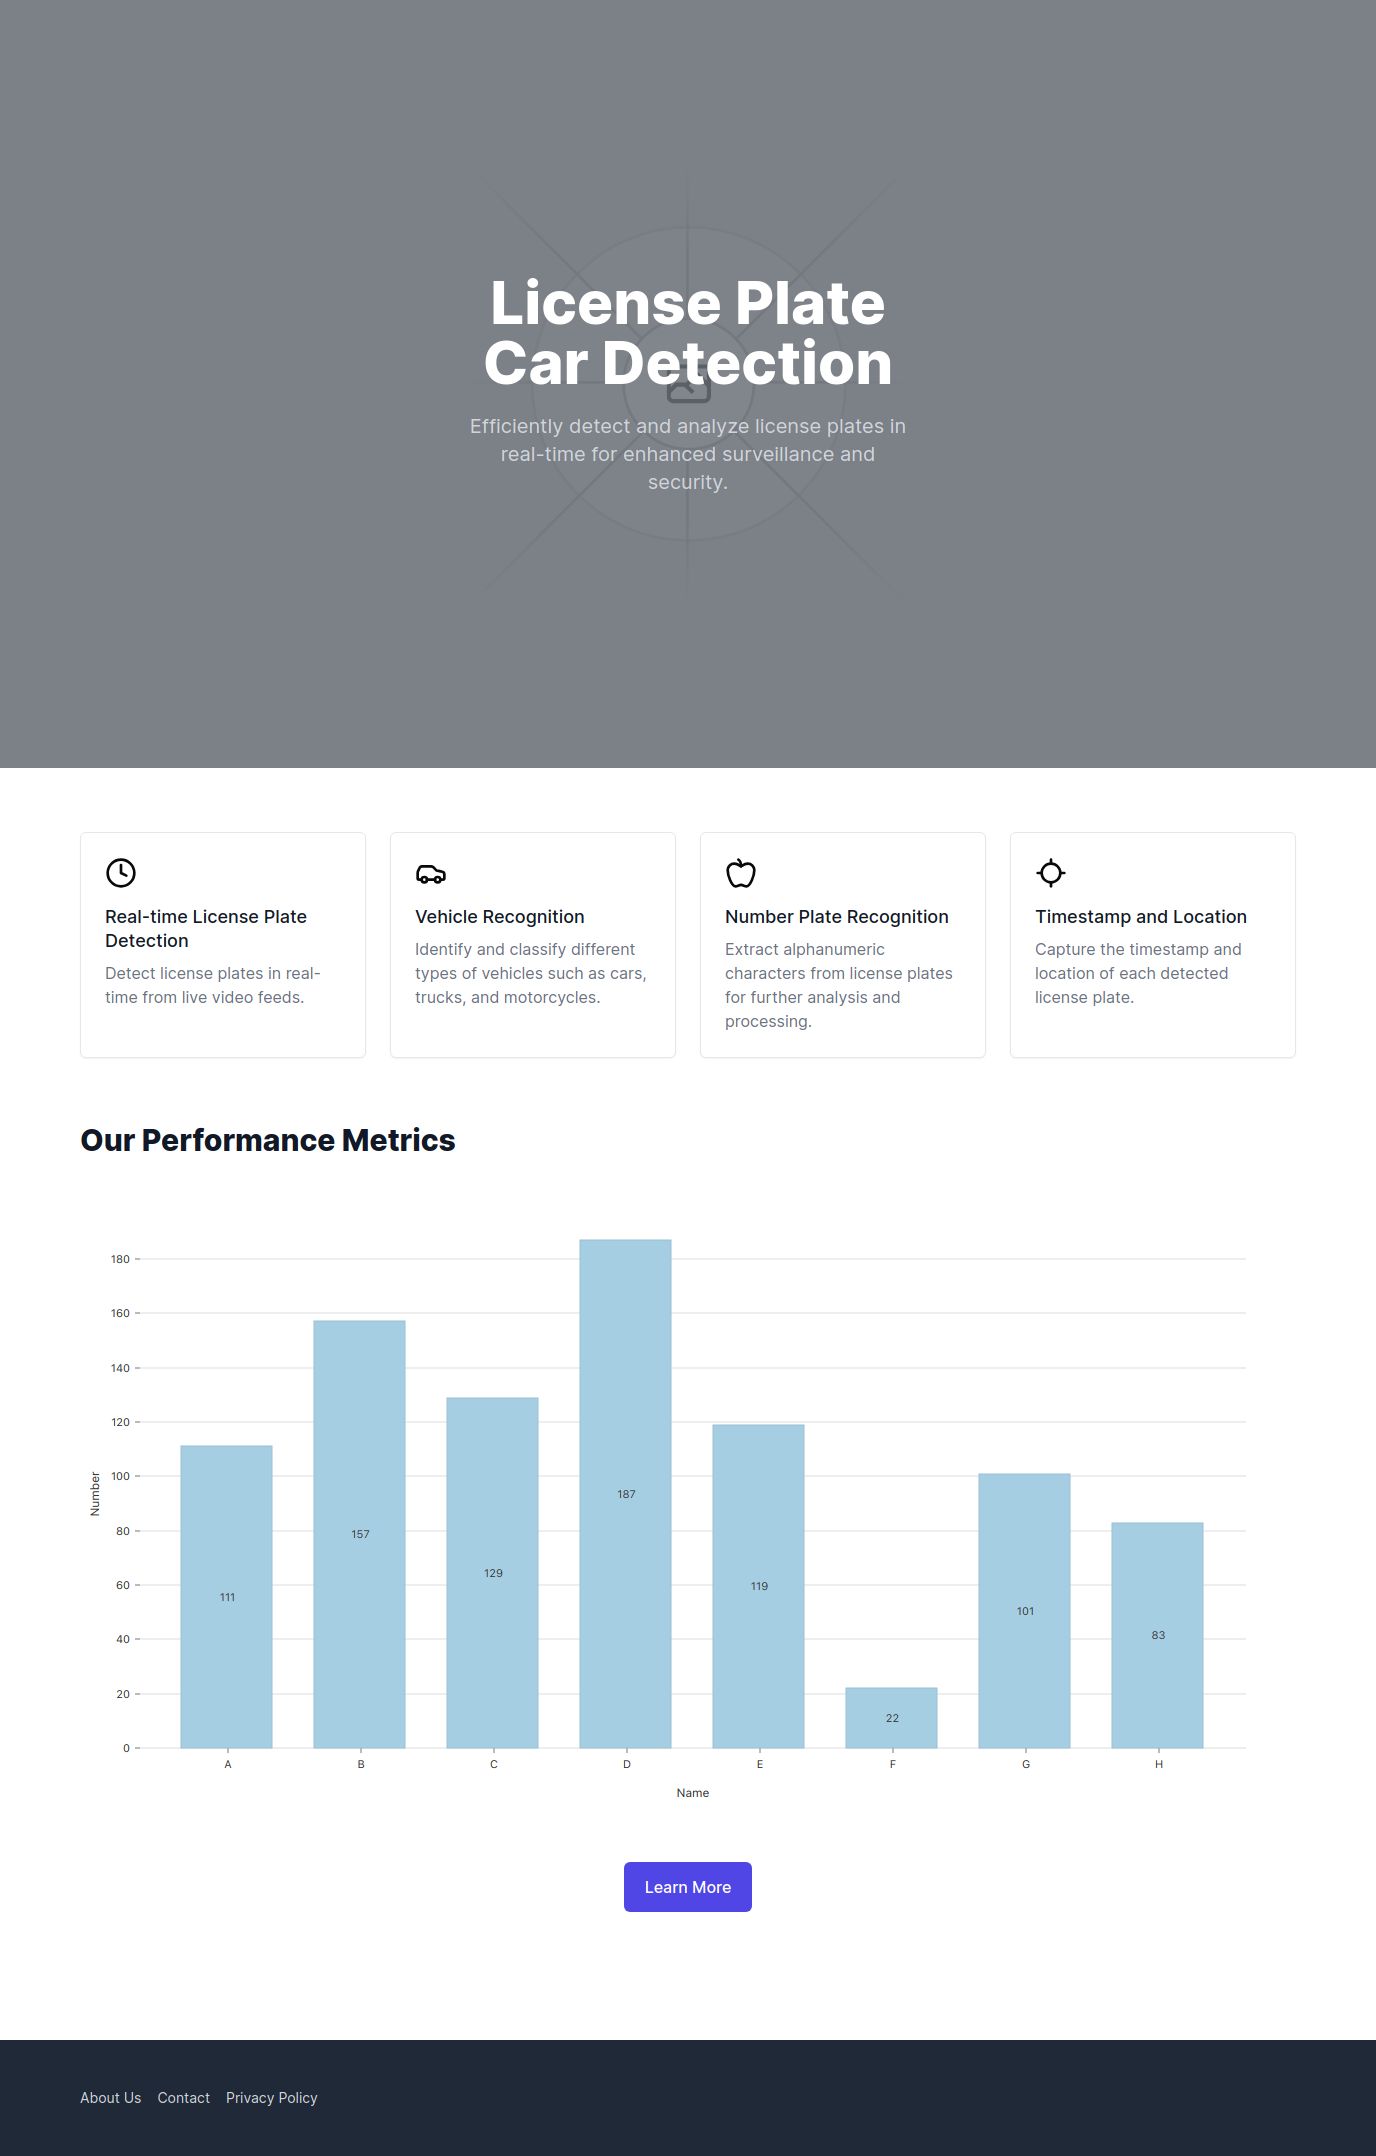 License Plate
Car Detection
Efficiently detect and analyze license plates in
real-time for enhanced surveillance and
security.
Real-time License Plate
Detection
Detect license plates in real-
time from live video feeds.
Vehicle Recognition
Identify and classify different
types of vehicles such as cars,
trucks, and motorcycles.
Number Plate Recognition
Extract alphanumeric
characters from license plates
for further analysis and
processing.
Timestamp and Location
Capture the timestamp and
location of each detected
license plate.
Our Performance Metrics
Number
180
160
140
120
100
80
60
40
20
0
111
157
129
187
119
22
101
83
A B C D E F G H
Name
Learn More
About Us Contact Privacy Policy